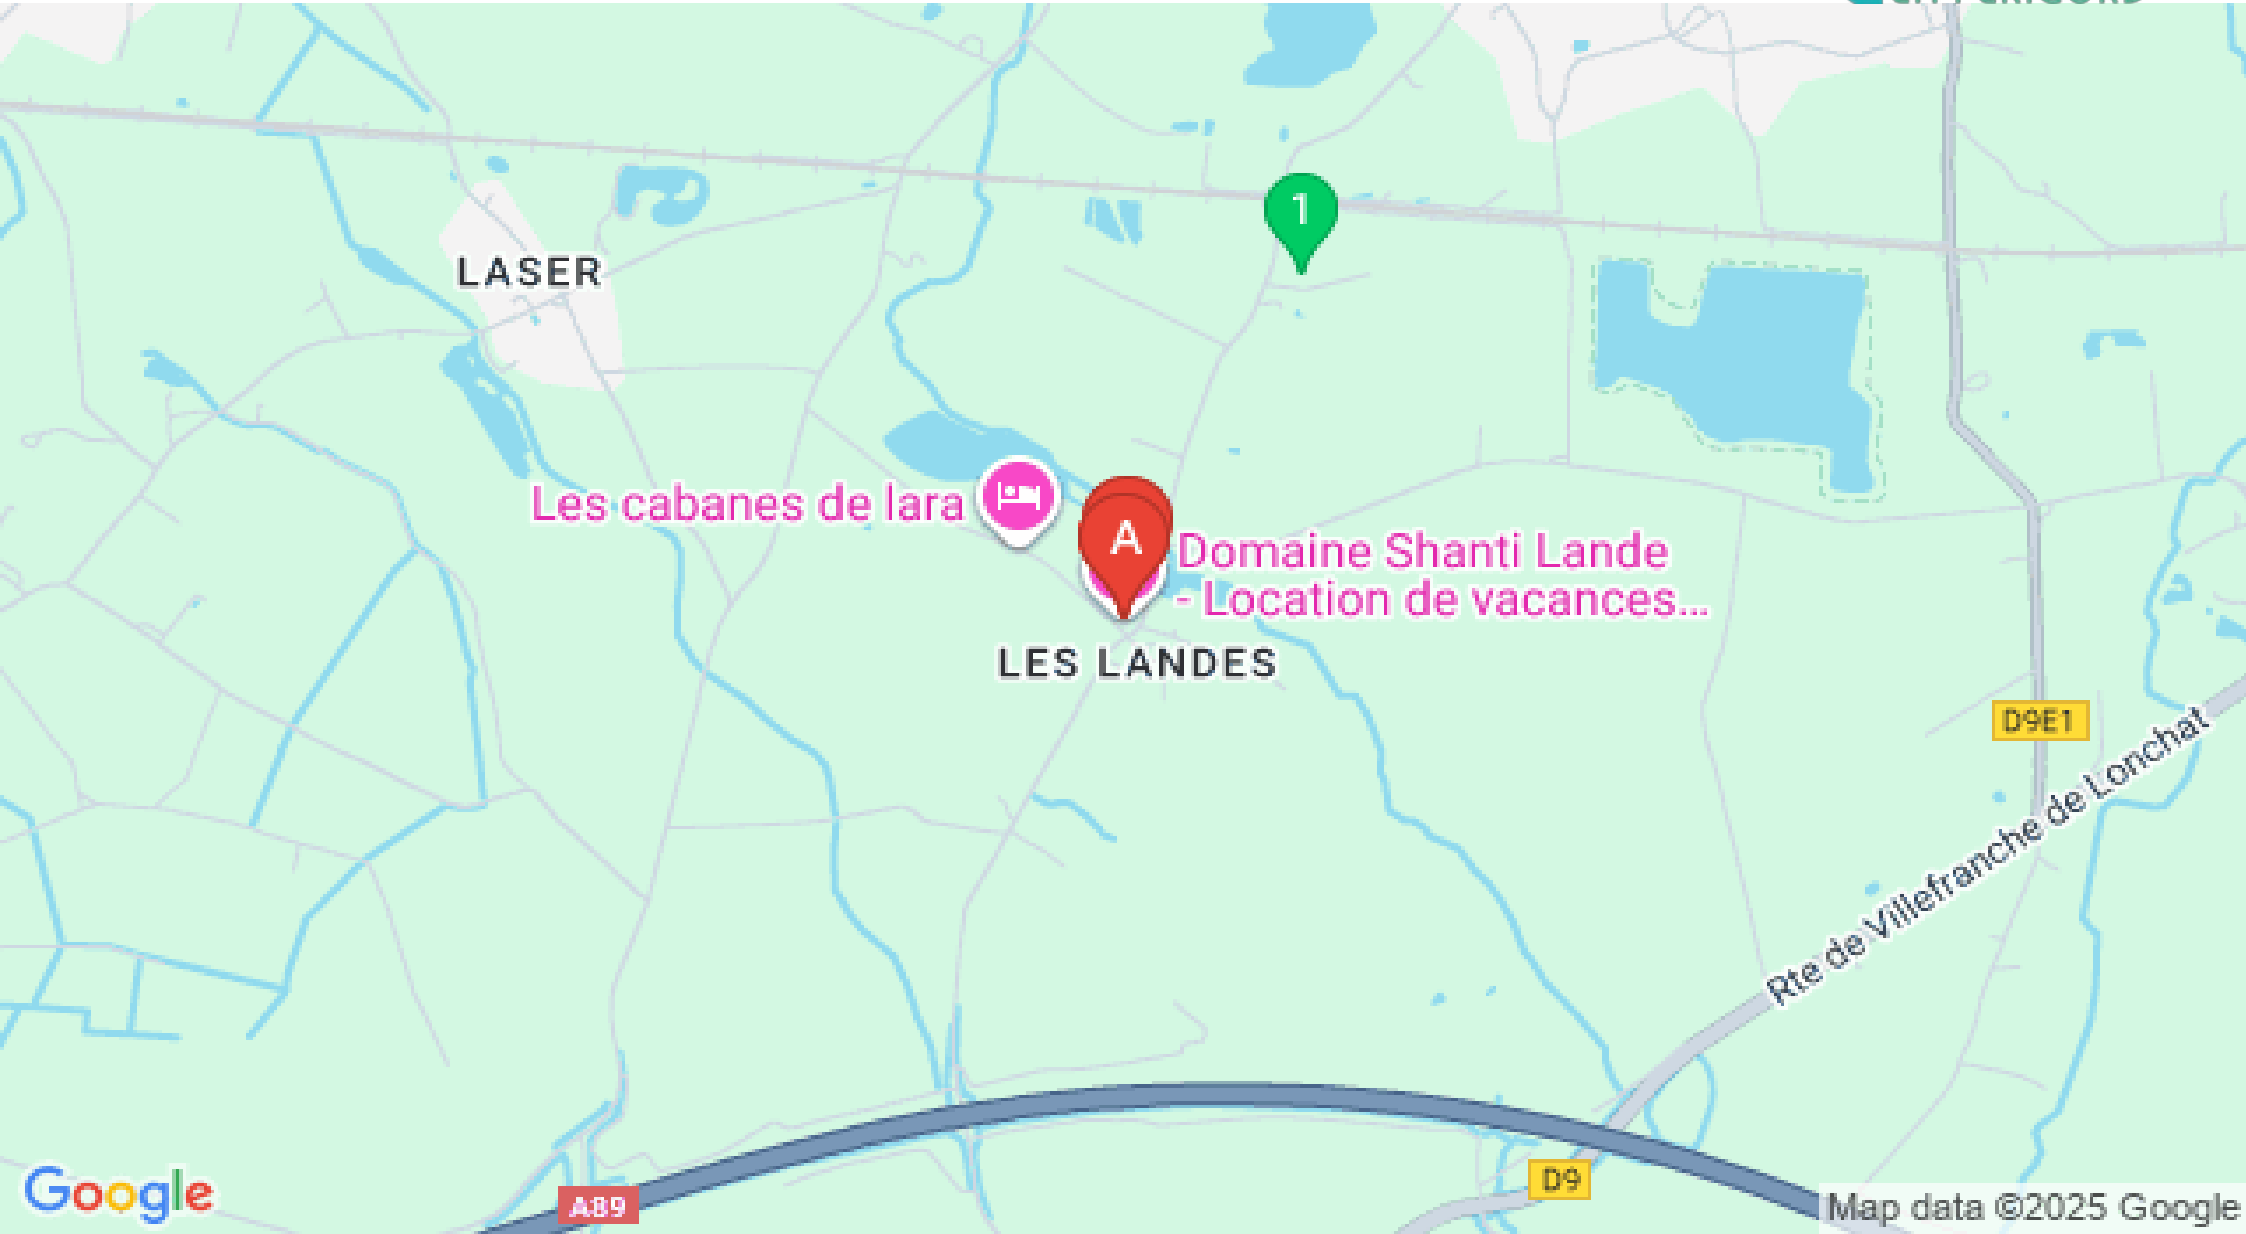 1
LASER
Les cabanes de lara
A
Domaine Shanti Lande
- Location de vacances...
LES LANDES
D9E1
Rte de Villefranche de Lonchat
D9
A89
Google
Map data ©2025 Google